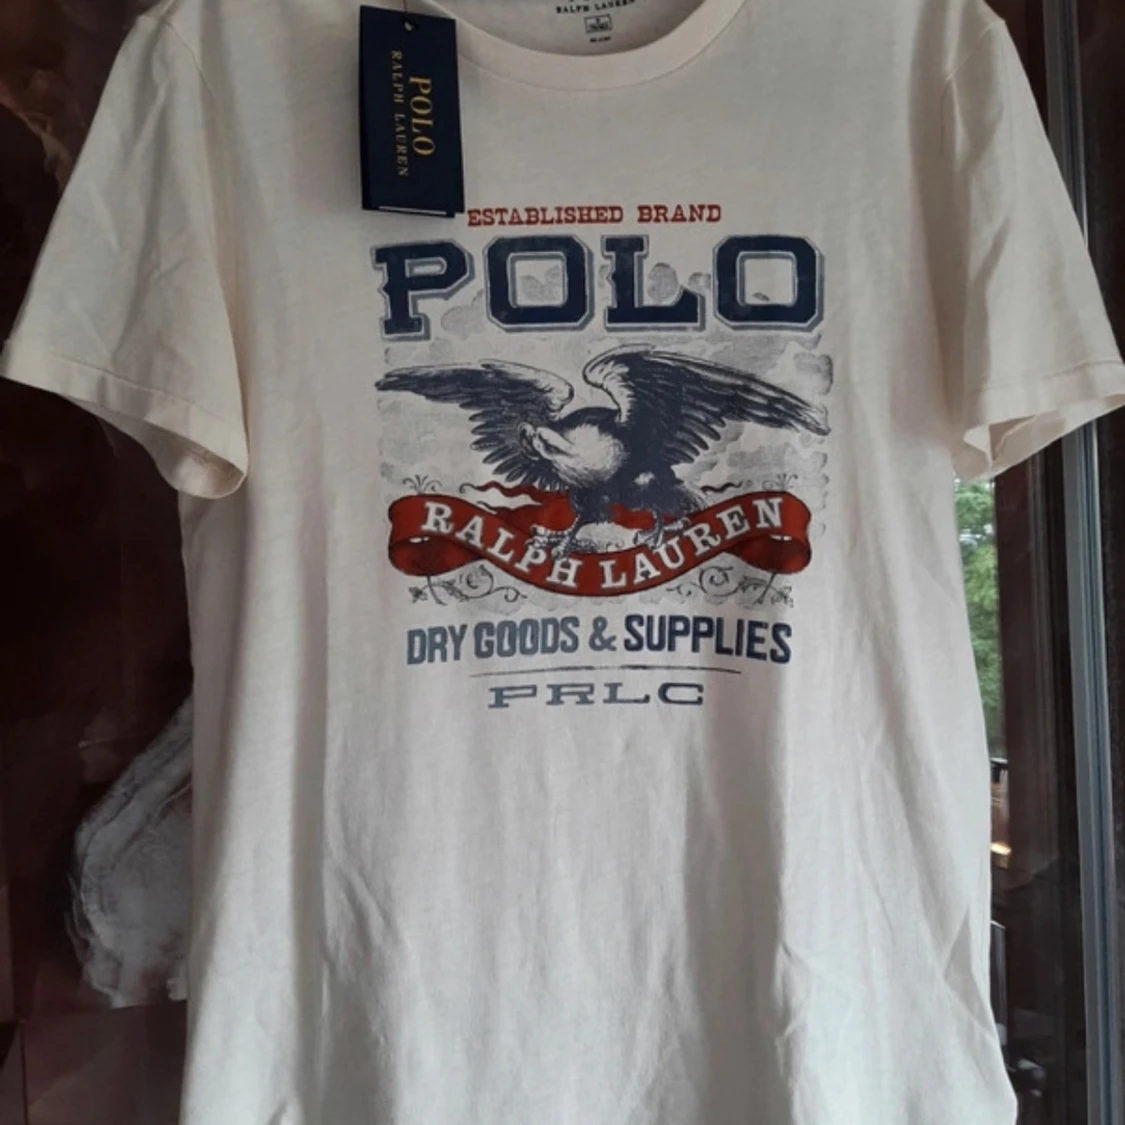 RALPH LAUREN
POLO
RALPH LAUREN
ESTABLISHED BRAND
POLO
RALPH LAUREN
DRY GOODS & SUPPLIES
PRLC